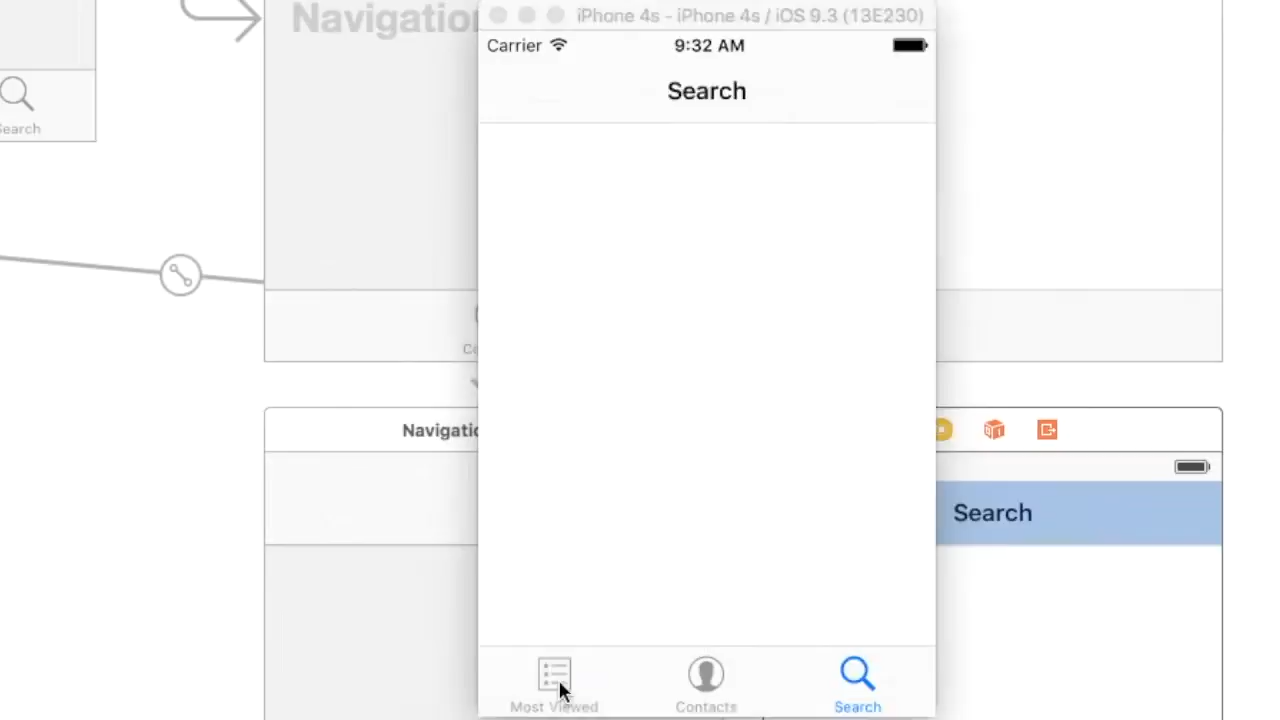 Navigation
iPhone 4s - iPhone 4s / iOS 9.3 (13E230)
Carrier
9:32 AM
Search
Search
Navigatio
Search
Most Viewed
Contacts
Search